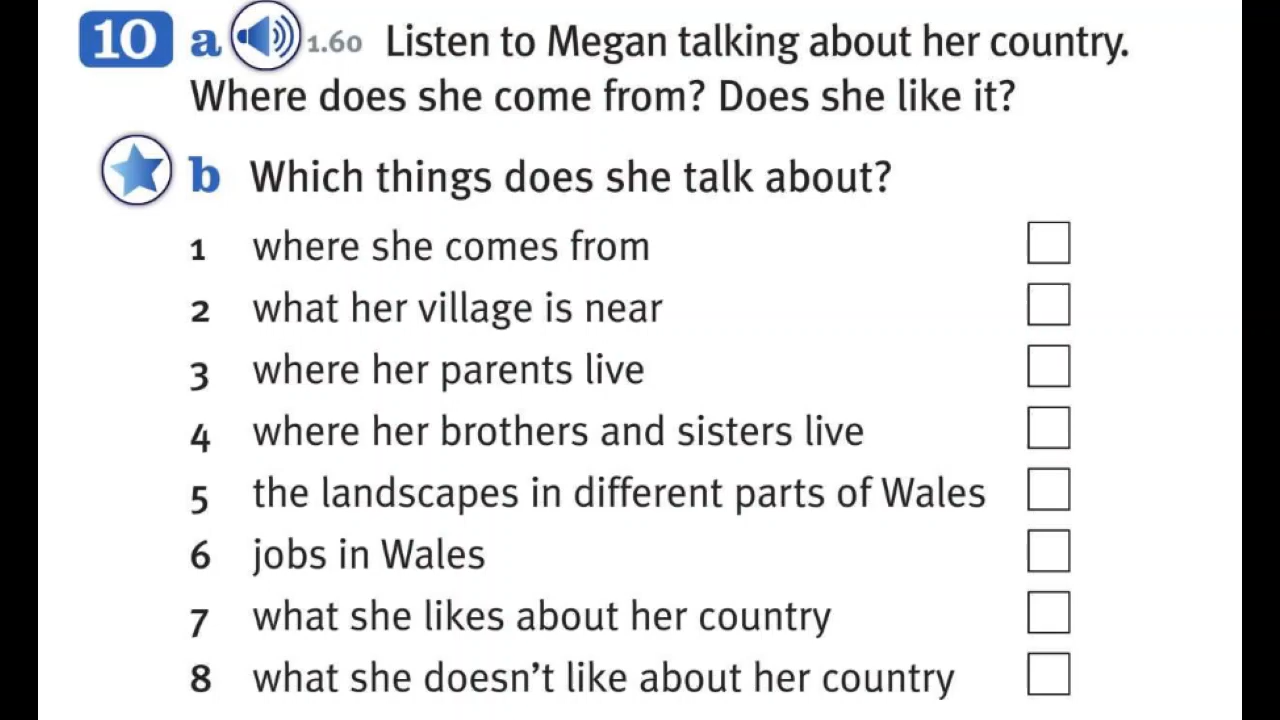 10 a 1.60 Listen to Megan talking about her country.
Where does she come from? Does she like it?
b Which things does she talk about?
1 where she comes from
2 what her village is near
3 where her parents live
4 where her brothers and sisters live
5 the landscapes in different parts of Wales
6 jobs in Wales
7 what she likes about her country
8 what she doesn't like about her country